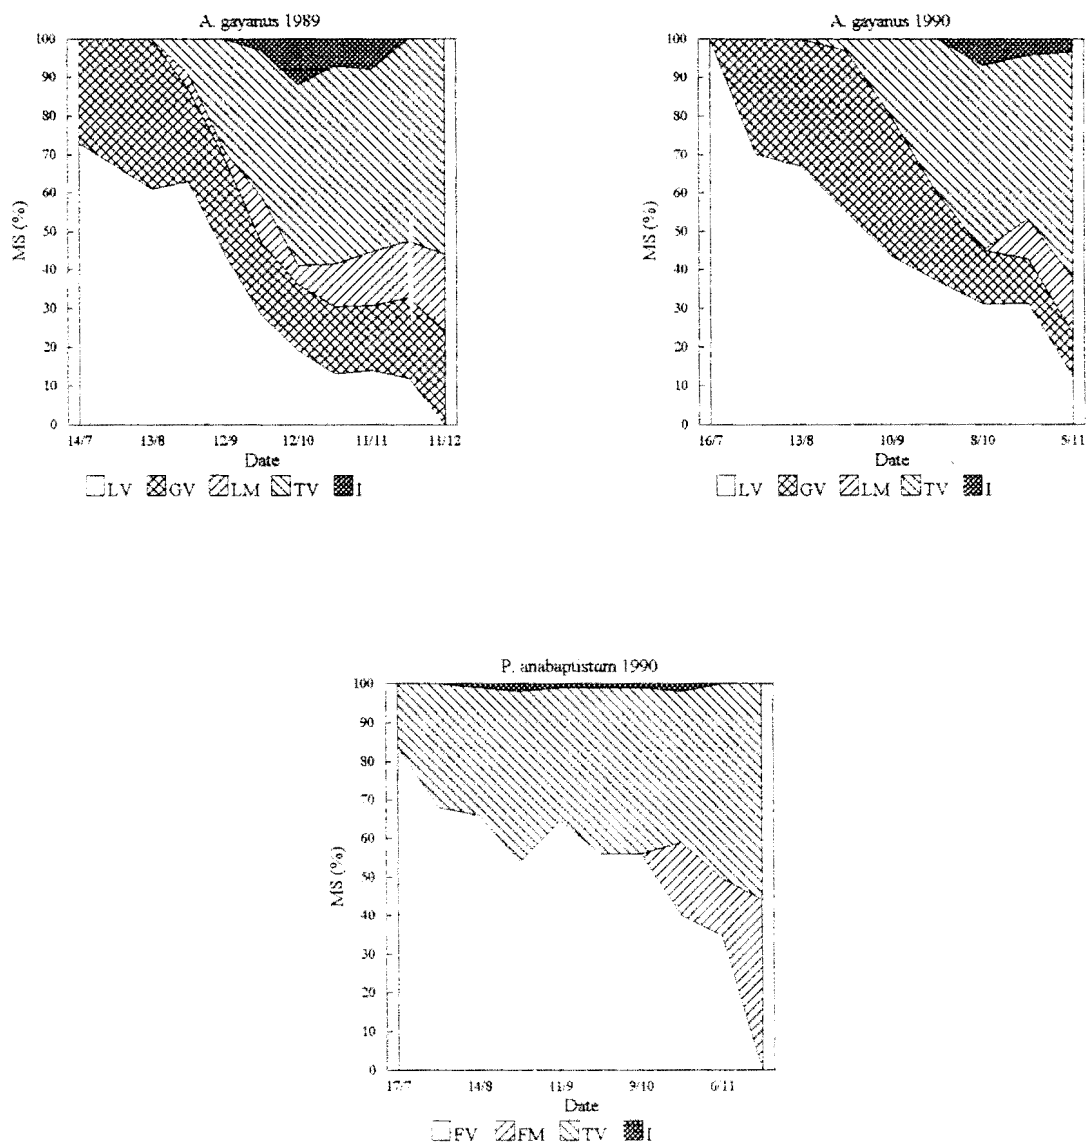 A. gayanus 1989
MS (%)
100
90
80
70
60
50
40
30
20
10
0
14/7 13/8 12/9 12/10 11/11 11/12
Date
LV GV LM TV I
A. gayanus 1990
MS (%)
100
90
80
70
60
50
40
30
20
10
0
16/7 13/8 10/9 8/10 5/11
Date
LV GV LM TV I
P. anabaptistum 1990
MS (%)
100
90
80
70
60
50
40
30
20
10
0
17/7 14/8 11/9 9/10 6/11
Date
FV FM TV I